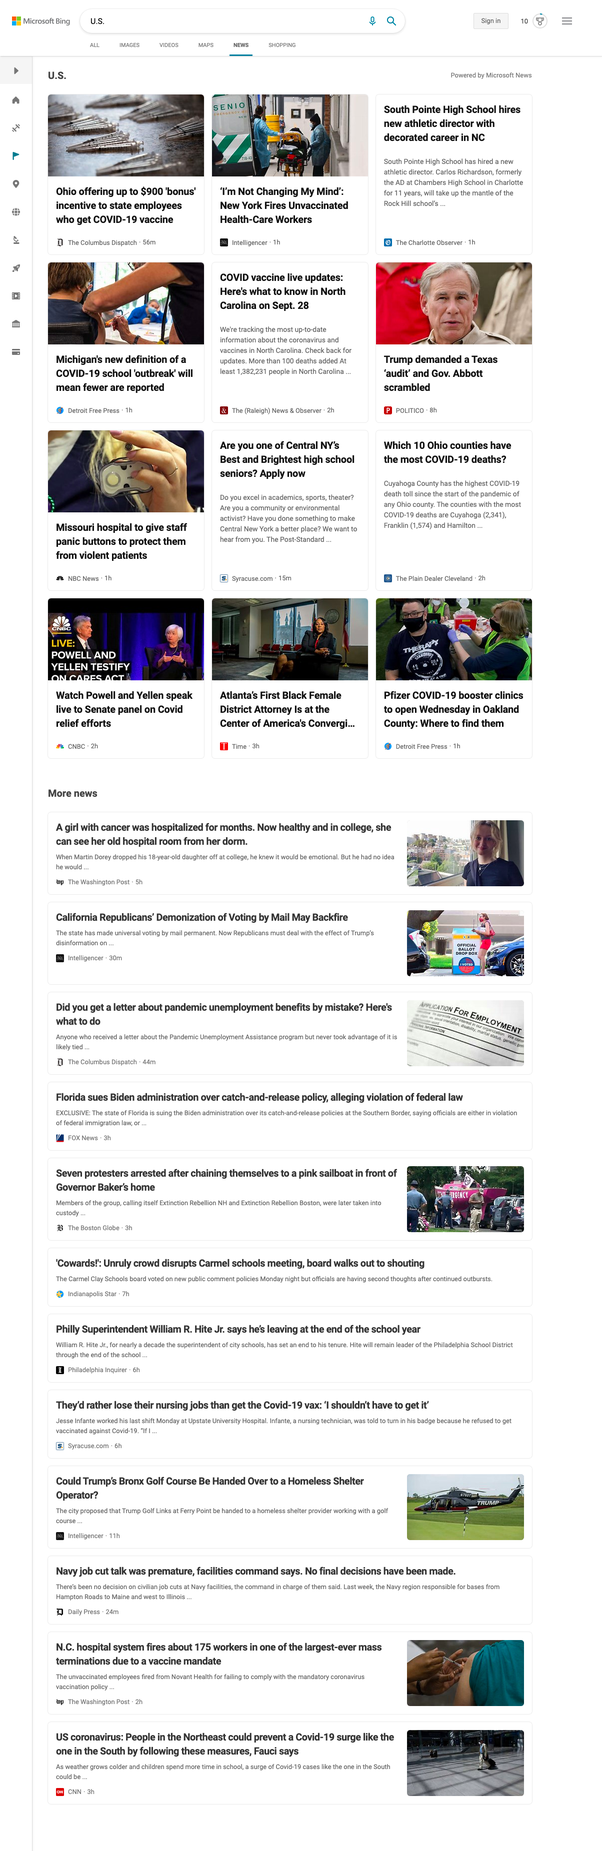 Microsoft Bing
U.S.
Sign in
10
ALL
IMAGES
VIDEOS
MAPS
NEWS
SHOPPING
U.S.
Powered by Microsoft News
Ohio offering up to $900 'bonus'
incentive to state employees
who get COVID-19 vaccine
The Columbus Dispatch · 56m
SENIO
'I'm Not Changing My Mind':
New York Fires Unvaccinated
Health-Care Workers
Intelligencer · 1h
South Pointe High School hires
new athletic director with
decorated career in NC
South Pointe High School has hired a new
athletic director. Carlos Richardson, formerly
the AD at Chambers High School in Charlotte
for 11 years, will take up the mantle of the
Rock Hill school's ...
The Charlotte Observer · 1h
Michigan's new definition of a
COVID-19 school 'outbreak' will
mean fewer are reported
Detroit Free Press · 1h
COVID vaccine live updates:
Here's what to know in North
Carolina on Sept. 28
We're tracking the most up-to-date
information about the coronavirus and
vaccines in North Carolina. Check back for
updates. More than 100 deaths added At
least 1,382,231 people in North Carolina ...
The (Raleigh) News & Observer · 2h
Trump demanded a Texas
'audit' and Gov. Abbott
scrambled
POLITICO · 8h
Missouri hospital to give staff
panic buttons to protect them
from violent patients
NBC News · 1h
Are you one of Central NY's
Best and Brightest high school
seniors? Apply now
Do you excel in academics, sports, theater?
Are you a community or environmental
activist? Have you done something to make
Central New York a better place? We want to
hear from you. The Post-Standard ...
Syracuse.com · 15m
Which 10 Ohio counties have
the most COVID-19 deaths?
Cuyahoga County has the highest COVID-19
death toll since the start of the pandemic of
any Ohio county. The counties with the most
COVID-19 deaths are Cuyahoga (2,341),
Franklin (1,574) and Hamilton ...
The Plain Dealer Cleveland · 2h
CNBC
LIVE:
POWELL AND
YELLEN TESTIFY
ON CARES ACT
Watch Powell and Yellen speak
live to Senate panel on Covid
relief efforts
CNBC · 2h
Atlanta's First Black Female
District Attorney Is at the
Center of America's Convergi...
Time · 3h
THERAPY
Pfizer COVID-19 booster clinics
to open Wednesday in Oakland
County: Where to find them
Detroit Free Press · 1h
More news
A girl with cancer was hospitalized for months. Now healthy and in college, she
can see her old hospital room from her dorm.
When Martin Dorey dropped his 18-year-old daughter off at college, he knew it would be emotional. But he had no idea
he would ...
The Washington Post · 5h
California Republicans' Demonization of Voting by Mail May Backfire
The state has made universal voting by mail permanent. Now Republicans must deal with the effect of Trump's
disinformation on ...
Intelligencer · 30m
OFFICIAL
BALLOT
DROP BOX
Did you get a letter about pandemic unemployment benefits by mistake? Here's
what to do
Anyone who received a letter about the Pandemic Unemployment Assistance program but never took advantage of it is
likely tied ...
The Columbus Dispatch · 44m
APPLICATION FOR EMPLOYMENT
Florida sues Biden administration over catch-and-release policy, alleging violation of federal law
EXCLUSIVE: The state of Florida is suing the Biden administration over its catch-and-release policies at the Southern Border, saying officials are either in violation
of federal immigration law, or ...
FOX News · 3h
Seven protesters arrested after chaining themselves to a pink sailboat in front of
Governor Baker's home
Members of the group, calling itself Extinction Rebellion NH and Extinction Rebellion Boston, were later taken into
custody ...
The Boston Globe · 3h
'Cowards!': Unruly crowd disrupts Carmel schools meeting, board walks out to shouting
The Carmel Clay Schools board voted on new public comment policies Monday night but officials are having second thoughts after continued outbursts.
Indianapolis Star · 7h
Philly Superintendent William R. Hite Jr. says he's leaving at the end of the school year
William R. Hite Jr., for nearly a decade the superintendent of city schools, has set an end to his tenure. Hite will remain leader of the Philadelphia School District
through the end of the school ...
Philadelphia Inquirer · 6h
They'd rather lose their nursing jobs than get the Covid-19 vax: 'I shouldn't have to get it'
Jesse Infante worked his last shift Monday at Upstate University Hospital. Infante, a nursing technician, was told to turn in his badge because he refused to get
vaccinated against Covid-19. "If I ...
Syracuse.com · 6h
Could Trump's Bronx Golf Course Be Handed Over to a Homeless Shelter
Operator?
The city proposed that Trump Golf Links at Ferry Point be handed to a homeless shelter provider working with a golf
course ...
Intelligencer · 11h
TRUMP
Navy job cut talk was premature, facilities command says. No final decisions have been made.
There's been no decision on civilian job cuts at Navy facilities, the command in charge of them said. Last week, the Navy region responsible for bases from
Hampton Roads to Maine and west to Illinois ...
Daily Press · 24m
N.C. hospital system fires about 175 workers in one of the largest-ever mass
terminations due to a vaccine mandate
The unvaccinated employees fired from Novant Health for failing to comply with the mandatory coronavirus
vaccination policy ...
The Washington Post · 2h
US coronavirus: People in the Northeast could prevent a Covid-19 surge like the
one in the South by following these measures, Fauci says
As weather grows colder and children spend more time in school, a surge of Covid-19 cases like the one in the South
could be ...
CNN · 3h